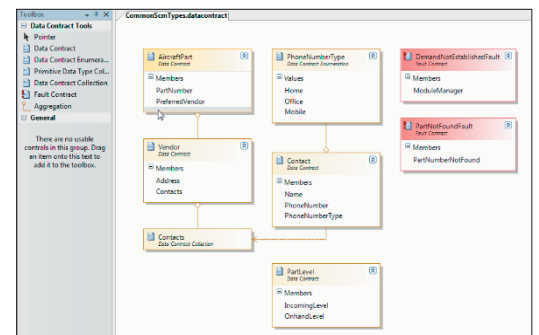 Toolbox
CommonScmTypes.datacontract
Data Contract Tools
Pointer
Data Contract
Data Contract Enumera...
Primitive Data Type Col...
Data Contract Collection
Fault Contract
Aggregation
General
There are no usable
controls in this group. Drag
an item onto this text to
add it to the toolbox.
AircraftPart
Data Contract
Members
PartNumber
PreferredVendor
Vendor
Data Contract
Members
Address
Contacts
Contacts
Data Contract Collection
PhoneNumberType
Data Contract Enumeration
Values
Home
Office
Mobile
Contact
Data Contract
Members
Name
PhoneNumber
PhoneNumberType
PartLevel
Data Contract
Members
IncomingLevel
OnhandLevel
DemandNotEstablishedFault
Fault Contract
Members
ModuleManager
PartNotFoundFault
Fault Contract
Members
PartNumberNotFound